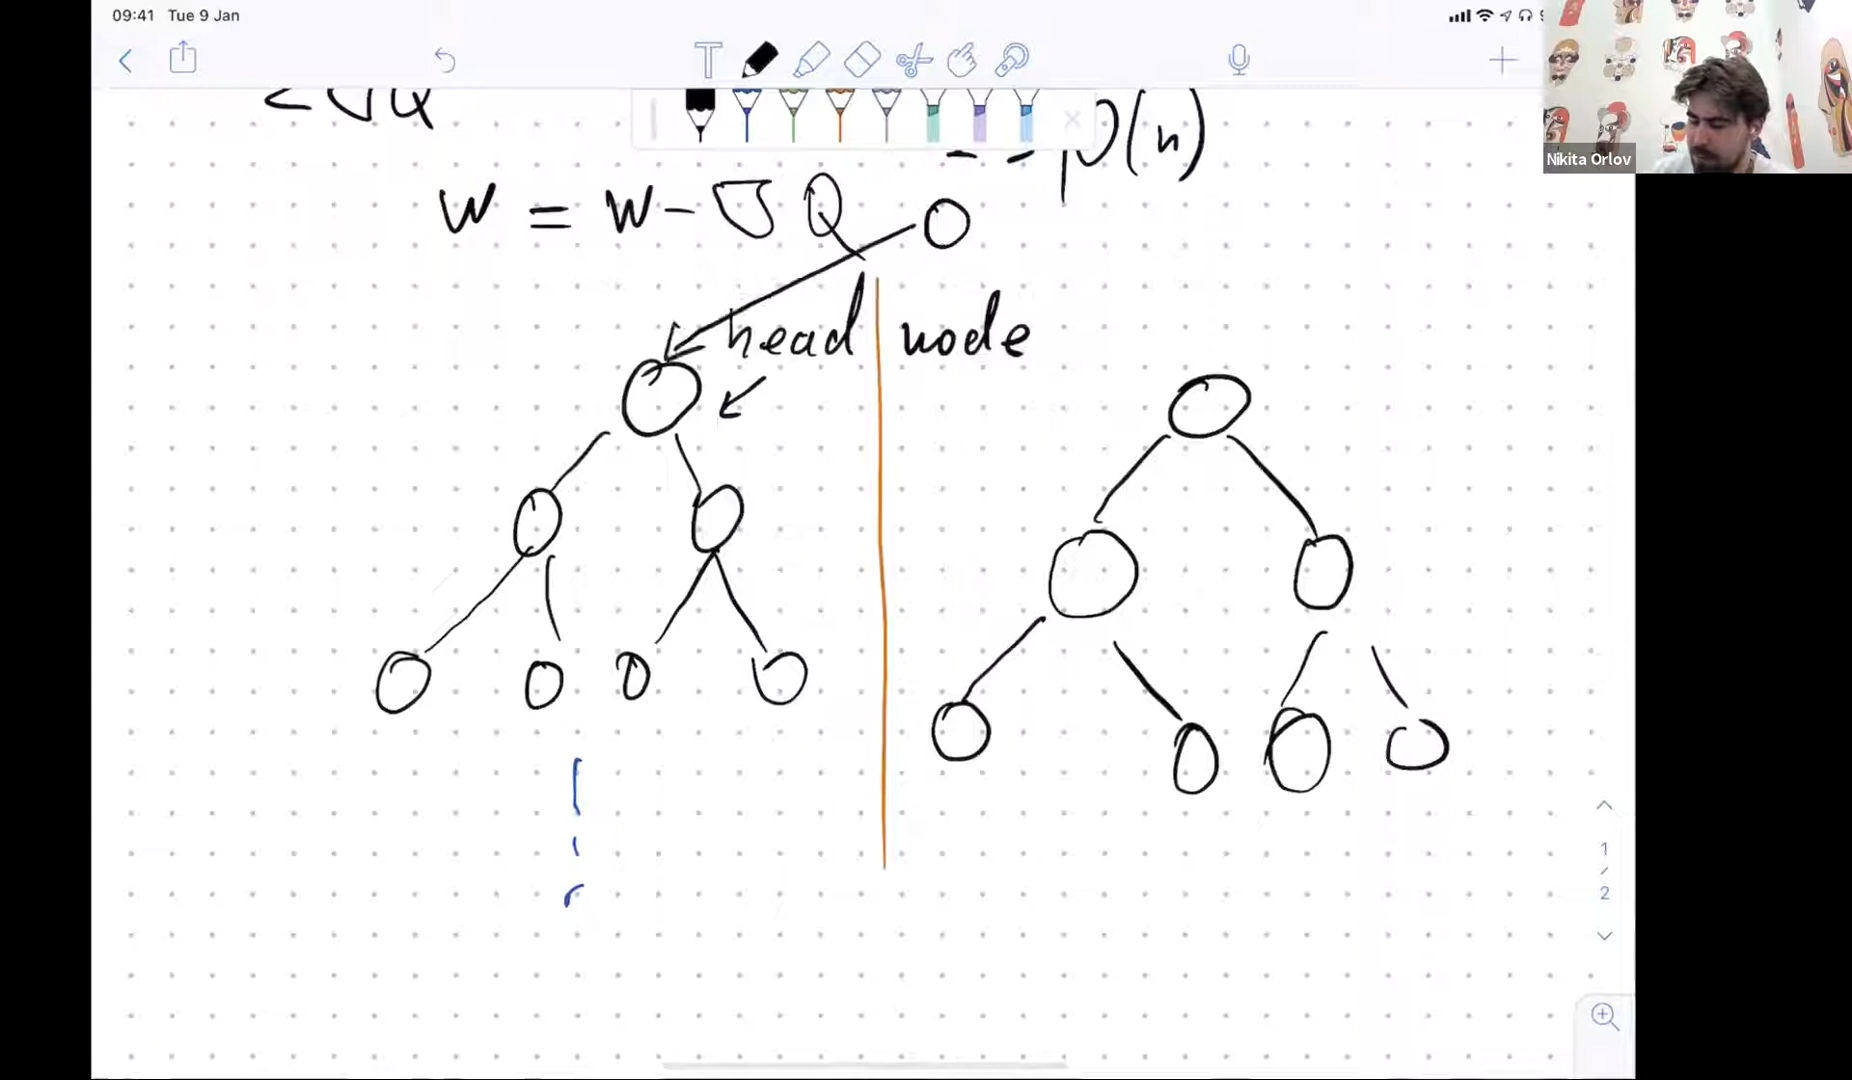 09:41 Tue 9 Jan
T
Nikita Orlov
∇Q
p(n)
W = W - ∇ Q
head node
1
/
2